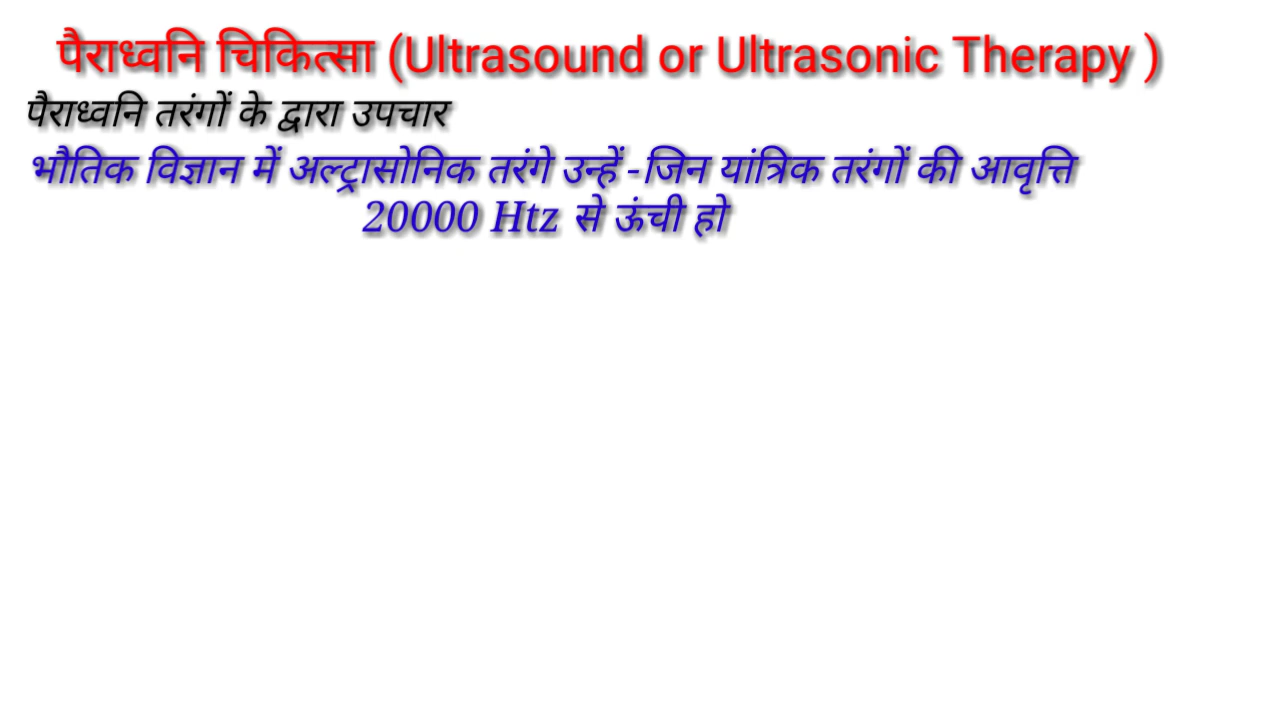 पैराध्वनि चिकित्सा (Ultrasound or Ultrasonic Therapy )
पैराध्वनि तरंगों के द्वारा उपचार
भौतिक विज्ञान में अल्ट्रासोनिक तरंगे उन्हें -जिन यांत्रिक तरंगों की आवृत्ति
20000 Htz से ऊंची हो